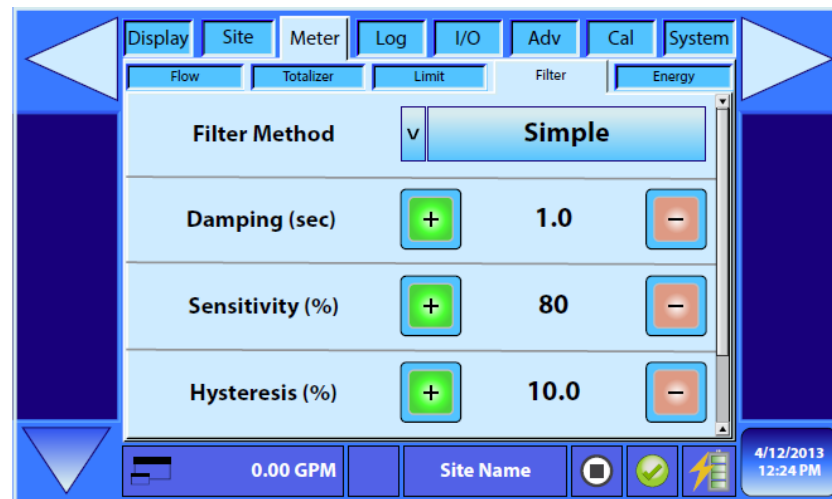 Display Site Meter Log I/O Adv Cal System
Flow Totalizer Limit Filter Energy
Filter Method v Simple
Damping (sec) + 1.0 −
Sensitivity (%) + 80 −
Hysteresis (%) + 10.0 −
0.00 GPM Site Name 4/12/2013
12:24 PM